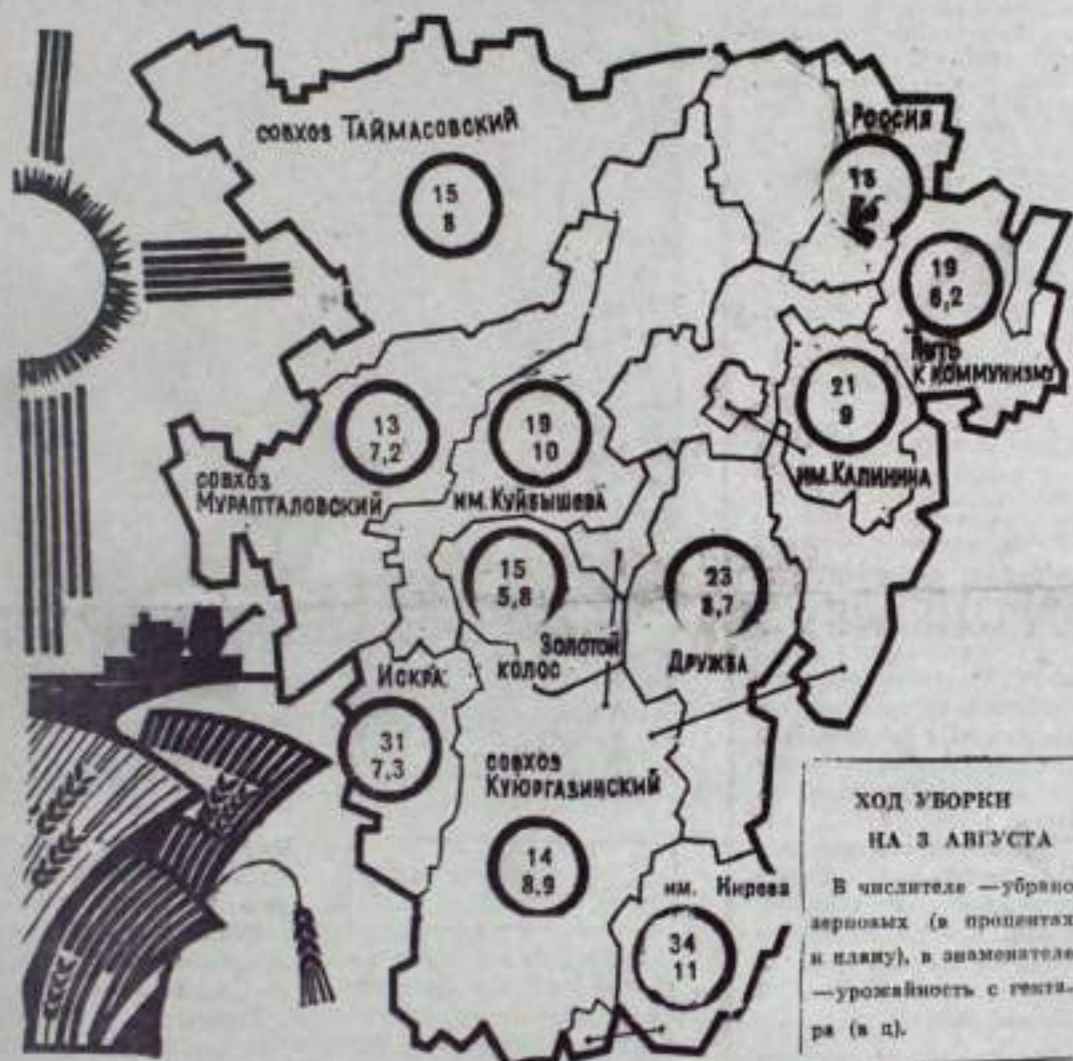 совхоз Таймасовский
15
8
Россия
19
6,2
Путь
к коммунизму
13
7,2
совхоз
Мурапталовский
19
10
им. Куйбышева
21
9
им. Калинина
15
5,8
Золотой
колос
23
8,7
Дружба
Искра
31
7,3
совхоз
Куюргазинский
14
8,9
им. Кирова
34
11
ХОД УБОРКИ
НА 3 АВГУСТА
В числителе —убрано
зерновых (в процентах
к плану), в знаменателе
—урожайность с гекта-
ра (в ц).